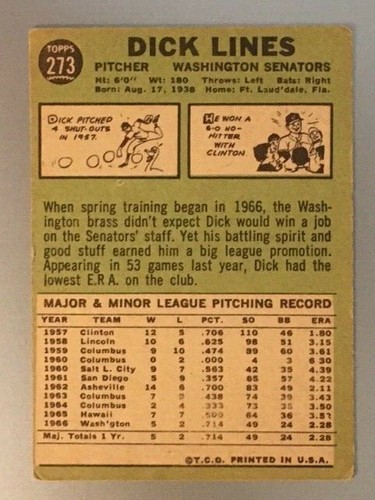 TOPPS
273
DICK LINES
PITCHER WASHINGTON SENATORS
Ht: 6'0" Wt: 180 Throws: Left Bats: Right
Born: Aug. 17, 1938 Home: Ft. Laud'dale, Fla.
DICK PITCHED
4 SHUT-OUTS
IN 1957.
HE WON A
6-0 NO-
HITTER
WITH
CLINTON.
When spring training began in 1966, the Wash-
ington brass didn't expect Dick would win a job
on the Senators' staff. Yet his battling spirit and
good stuff earned him a big league promotion.
Appearing in 53 games last year, Dick had the
lowest E.R.A. on the club.
MAJOR & MINOR LEAGUE PITCHING RECORD
YEAR TEAM W L PCT. SO BB ERA
1957 Clinton 12 5 .706 110 46 1.80
1958 Lincoln 10 6 .625 98 51 3.15
1959 Columbus 9 10 .474 89 60 3.61
1960 Columbus 0 2 .000 4 3 6.30
1960 Salt L. City 9 7 .563 42 35 4.39
1961 San Diego 5 9 .357 65 57 4.22
1962 Asheville 14 6 .700 83 49 2.11
1963 Columbus 7 .438 74 39 3.43
1964 Columbus 2 4 .333 73 35 3.50
1965 Hawaii 7 7 .500 64 36
1966 Wash'gton 5 2 .714 49 24 2.28
Maj. Totals 1 Yr. 5 2 .714 49 24 2.28
©T.C.G. PRINTED IN U.S.A.